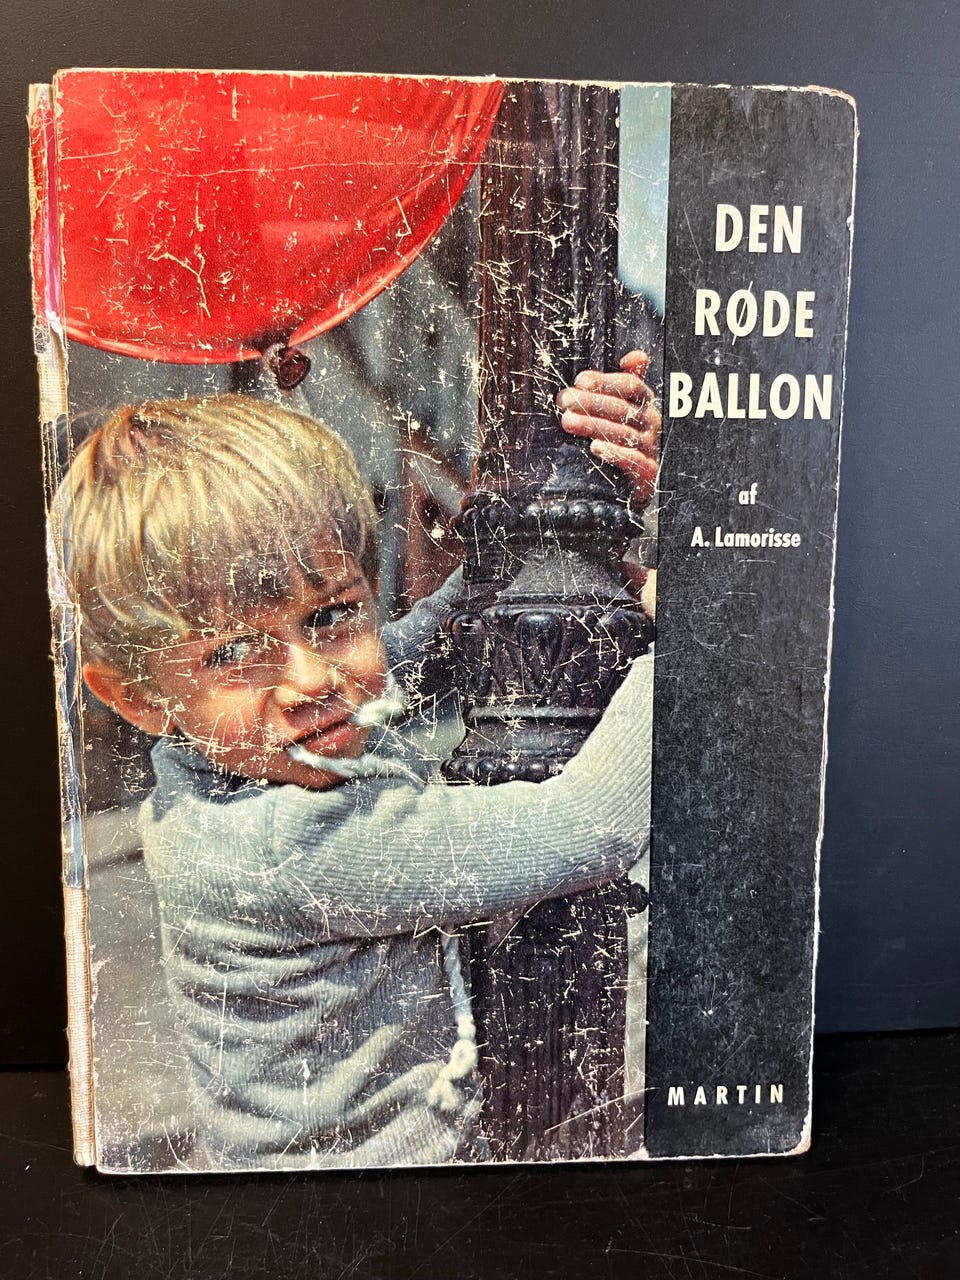 DEN
RØDE
BALLON
af
A. Lamorisse
MARTIN